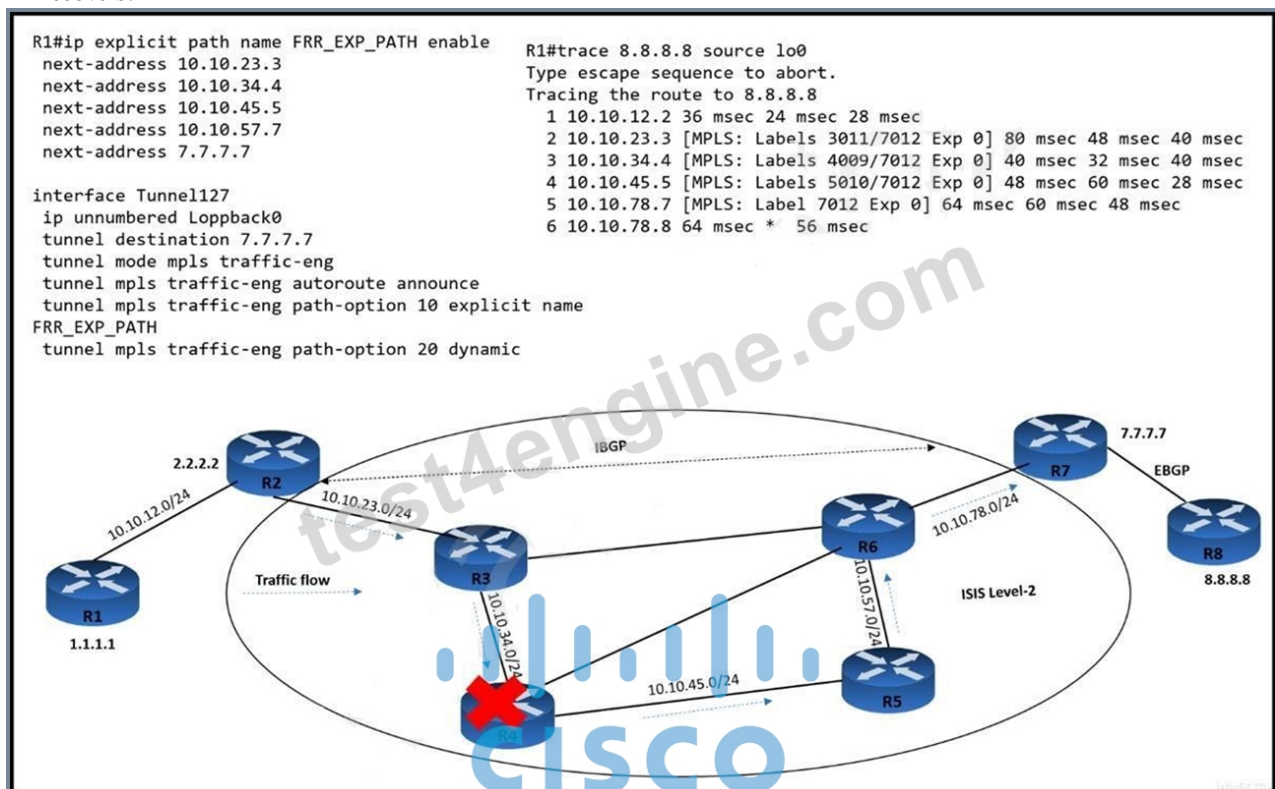 R1#ip explicit path name FRR_EXP_PATH enable
next-address 10.10.23.3
next-address 10.10.34.4
next-address 10.10.45.5
next-address 10.10.57.7
next-address 7.7.7.7
interface Tunnel127
ip unnumbered Loppback0
tunnel destination 7.7.7.7
tunnel mode mpls traffic-eng
tunnel mpls traffic-eng autoroute announce
tunnel mpls traffic-eng path-option 10 explicit name
FRR_EXP_PATH
tunnel mpls traffic-eng path-option 20 dynamic
R1#trace 8.8.8.8 source lo0
Type escape sequence to abort.
Tracing the route to 8.8.8.8
1 10.10.12.2 36 msec 24 msec 28 msec
2 10.10.23.3 [MPLS: Labels 3011/7012 Exp 0] 80 msec 48 msec 40 msec
3 10.10.34.4 [MPLS: Labels 4009/7012 Exp 0] 40 msec 32 msec 40 msec
4 10.10.45.5 [MPLS: Labels 5010/7012 Exp 0] 48 msec 60 msec 28 msec
5 10.10.78.7 [MPLS: Label 7012 Exp 0] 64 msec 60 msec 48 msec
6 10.10.78.8 64 msec * 56 msec
test4engine.com
IBGP
7.7.7.7
R7
EBGP
2.2.2.2
R2
10.10.12.0/24
10.10.23.0/24
10.10.78.0/24
R6
R8
8.8.8.8
R3
Traffic flow
10.10.34.0/24
10.10.57.0/24
ISIS Level-2
R1
1.1.1.1
10.10.45.0/24
R5
R4
CISCO